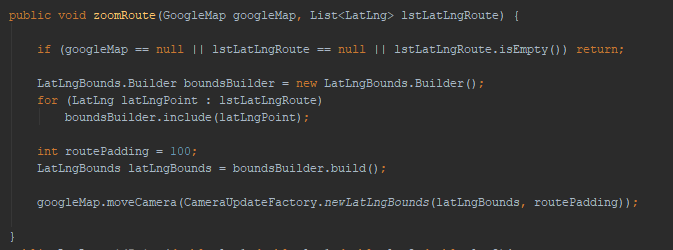 public void zoomRoute(GoogleMap googleMap, List<LatLng> lstLatLngRoute) {
if (googleMap == null || lstLatLngRoute == null || lstLatLngRoute.isEmpty()) return;
LatLngBounds.Builder boundsBuilder = new LatLngBounds.Builder();
for (LatLng latLngPoint : lstLatLngRoute)
boundsBuilder.include(latLngPoint);
int routePadding = 100;
LatLngBounds latLngBounds = boundsBuilder.build();
googleMap.moveCamera(CameraUpdateFactory.newLatLngBounds(latLngBounds, routePadding));
}